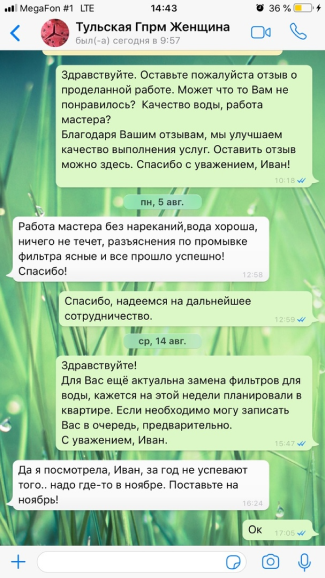 MegaFon #1 LTE 14:43 36 %
Тульская Гпрм Женщина
был(-а) сегодня в 9:57
Здравствуйте. Оставьте пожалуйста отзыв о
проделанной работе. Может что то Вам не
понравилось? Качество воды, работа
мастера?
Благодаря Вашим отзывам, мы улучшаем
качество выполнения услуг. Оставить отзыв
можно здесь. Спасибо с уважением, Иван!
10:18
пн, 5 авг.
Работа мастера без нареканий,вода хороша,
ничего не течет, разъясния по промывке
фильтра ясные и все прошло успешно!
Спасибо!
12:58
Спасибо, надеемся на дальнейшее
сотрудничество.
12:59
ср, 14 авг.
Здравствуйте!
Для Вас ещё актуальна замена фильтров для
воды, кажется на этой недели планировали в
квартире. Если необходимо могу записать
Вас в очередь, предварительно.
С уважением, Иван.
15:47
Да я посмотрела, Иван, за год не успевают
того.. надо где-то в ноябре. Поставьте на
ноябрь!
16:24
Ок
17:05